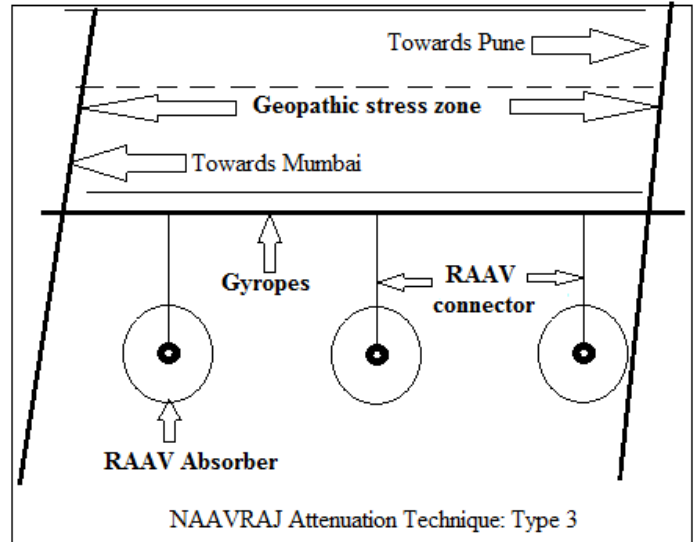 Towards Pune
Geopathic stress zone
Towards Mumbai
Gyropes
RAAV
connector
RAAV Absorber
NAAVRAJ Attenuation Technique: Type 3